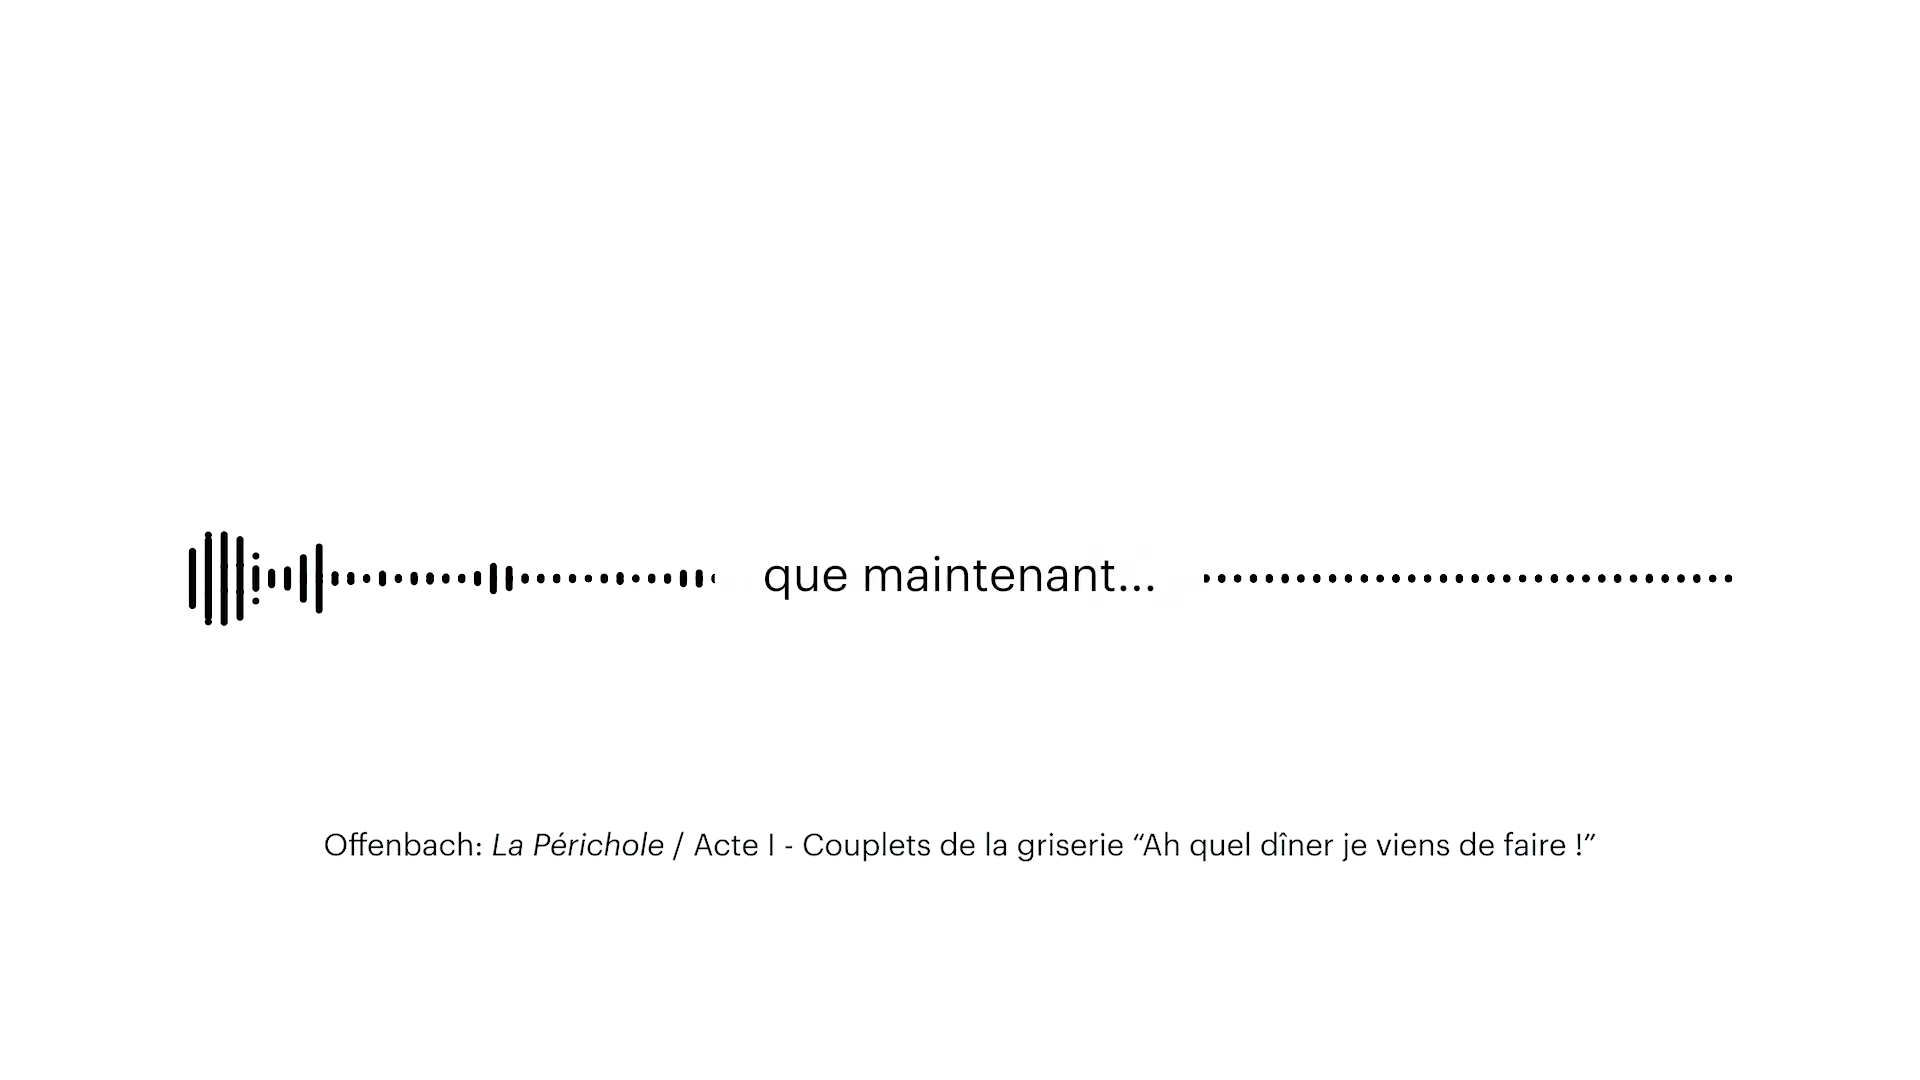 que maintenant...
Offenbach: La Périchole / Acte I - Couplets de la griserie “Ah quel dîner je viens de faire !”